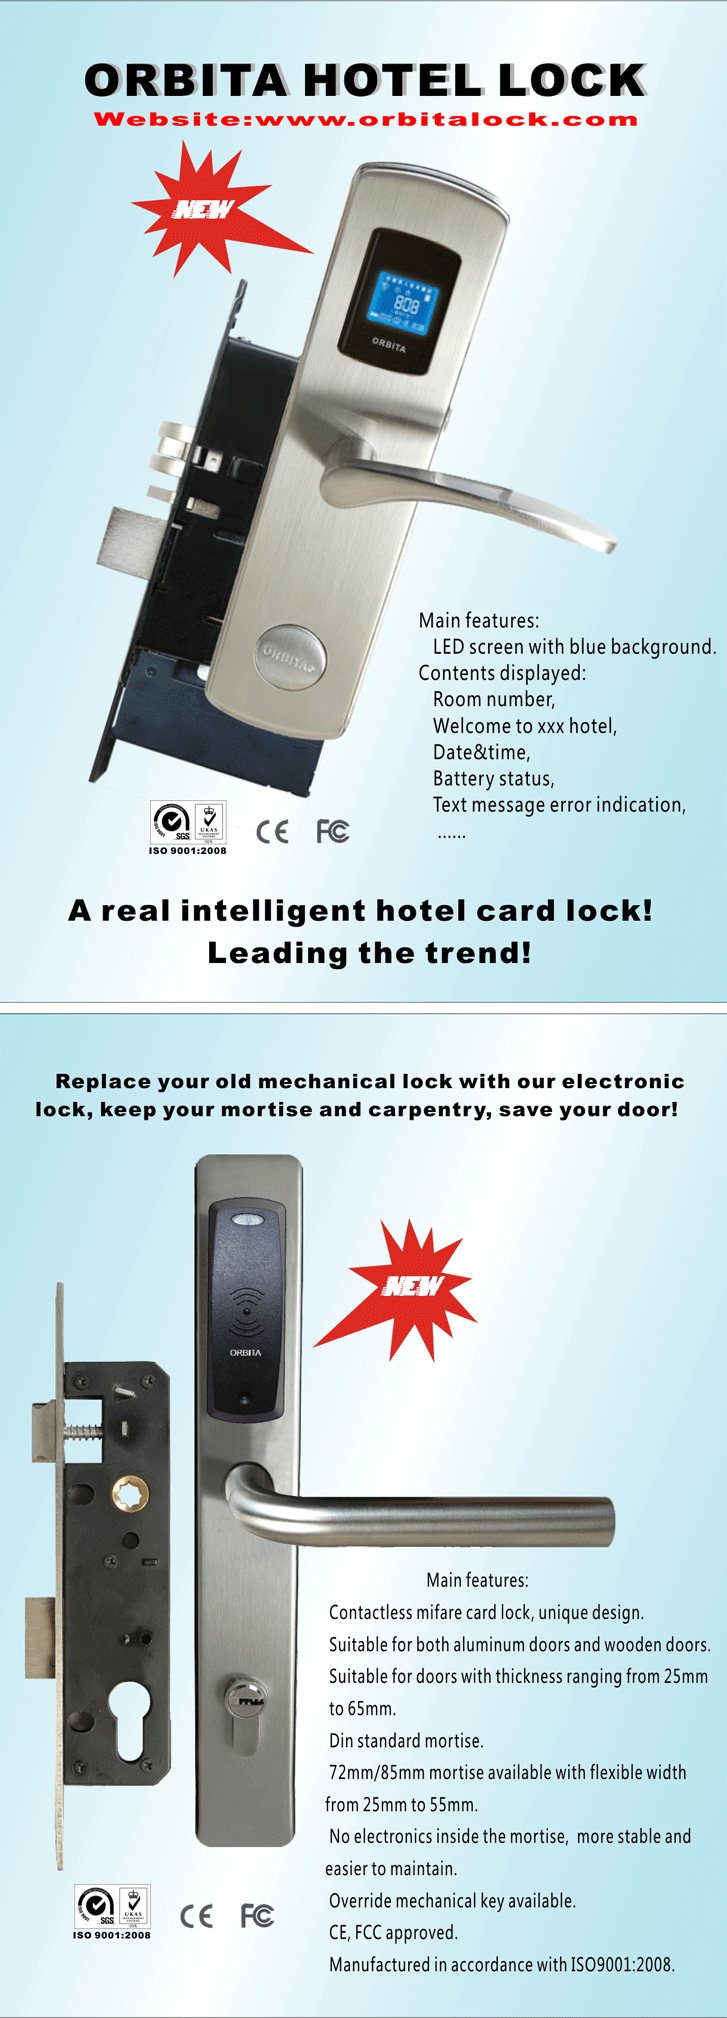 ORBITA HOTEL LOCK
Website:www.orbitalock.com
NEW
808
ORBITA
ORBITA
Main features:
LED screen with blue background.
Contents displayed:
Room number,
Welcome to xxx hotel,
Date&time,
Battery status,
Text message error indication,
......
SGS
UKAS
ISO 9001:2008
CE FC
A real intelligent hotel card lock!
Leading the trend!
Replace your old mechanical lock with our electronic
lock, keep your mortise and carpentry, save your door!
NEW
ORBITA
Main features:
Contactless mifare card lock, unique design.
Suitable for both aluminum doors and wooden doors.
Suitable for doors with thickness ranging from 25mm
to 65mm.
Din standard mortise.
72mm/85mm mortise available with flexible width
from 25mm to 55mm.
No electronics inside the mortise, more stable and
easier to maintain.
Override mechanical key available.
CE, FCC approved.
Manufactured in accordance with ISO9001:2008.
SGS
UKAS
ISO 9001:2008
CE FC